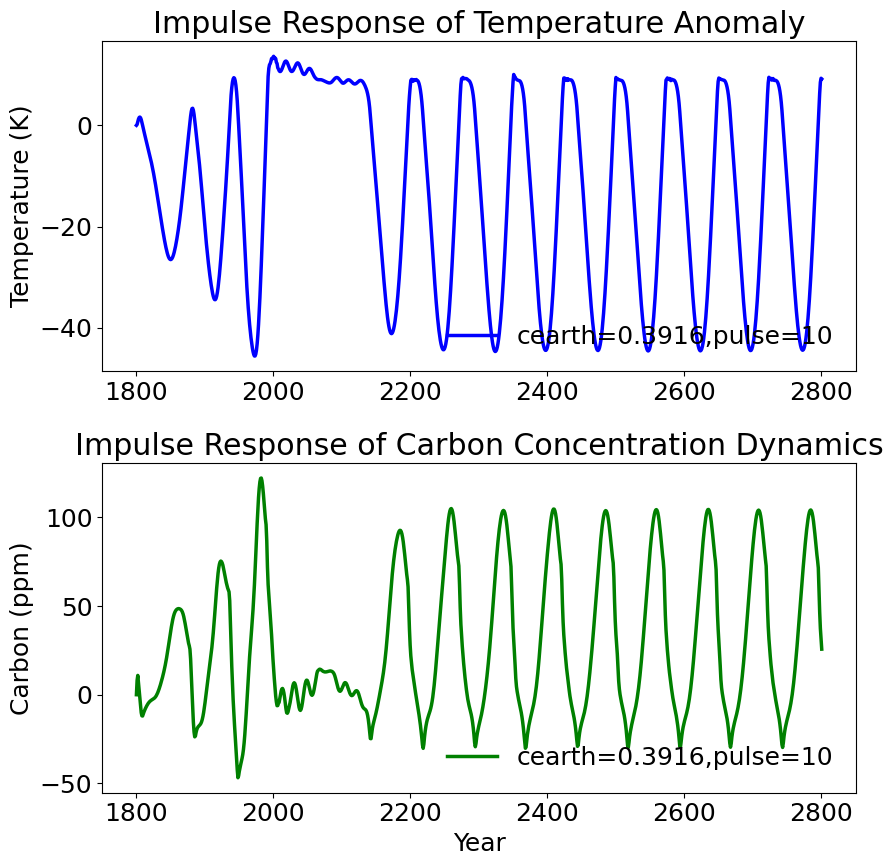 Impulse Response of Temperature Anomaly
Temperature (K)
0
−20
−40
cearth=0.3916,pulse=10
1800 2000 2200 2400 2600 2800
Impulse Response of Carbon Concentration Dynamics
Carbon (ppm)
100
50
0
−50
cearth=0.3916,pulse=10
1800 2000 2200 2400 2600 2800
Year